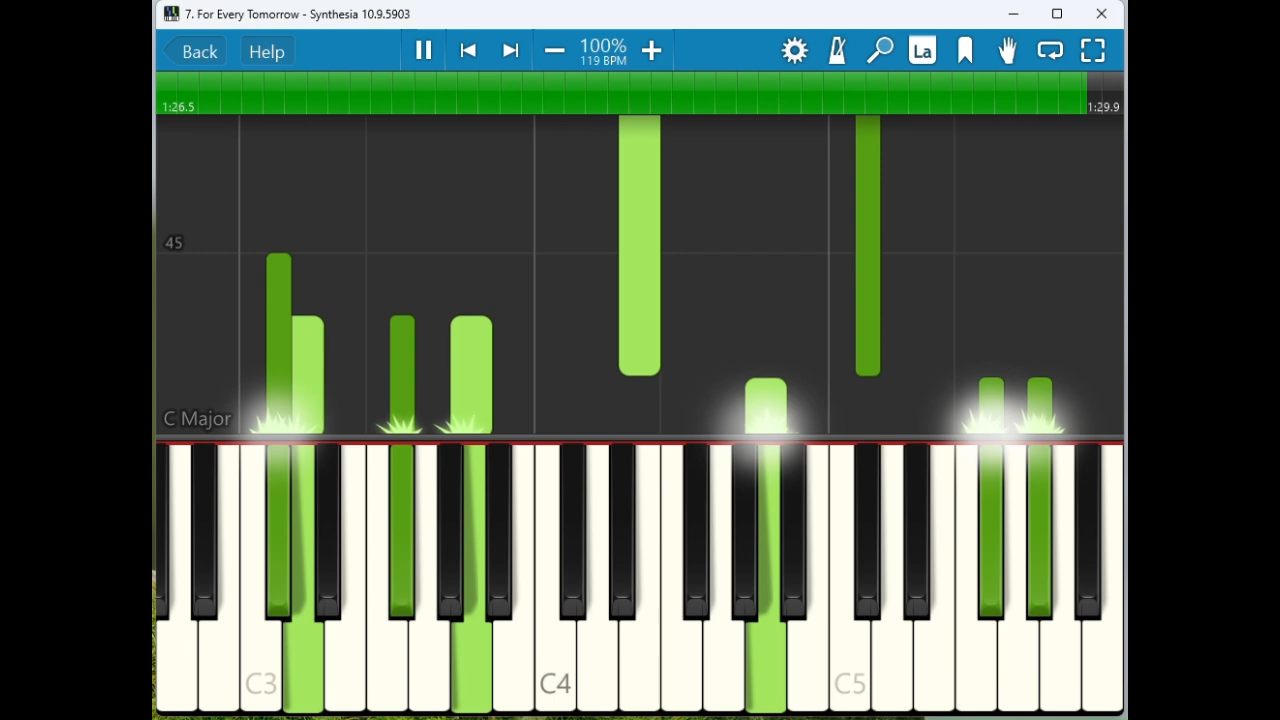 7. For Every Tomorrow - Synthesia 10.9.5903
Back
Help
100%
119 BPM
La
1:26.5
1:29.9
45
C Major
C3
C4
C5